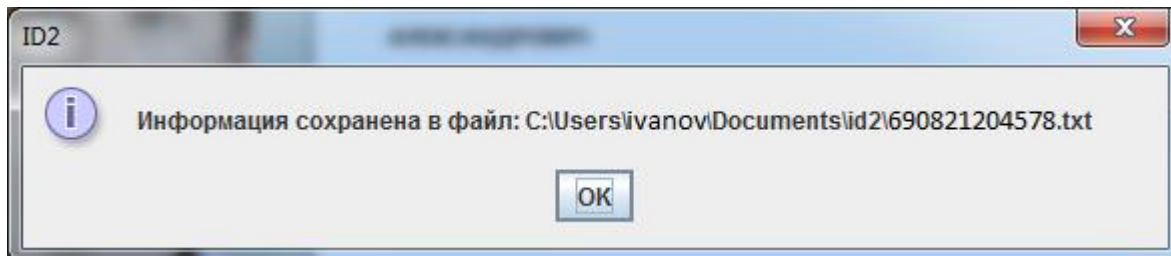 ID2
Информация сохранена в файл: C:\Users\ivanov\Documents\id2\690821204578.txt
OK